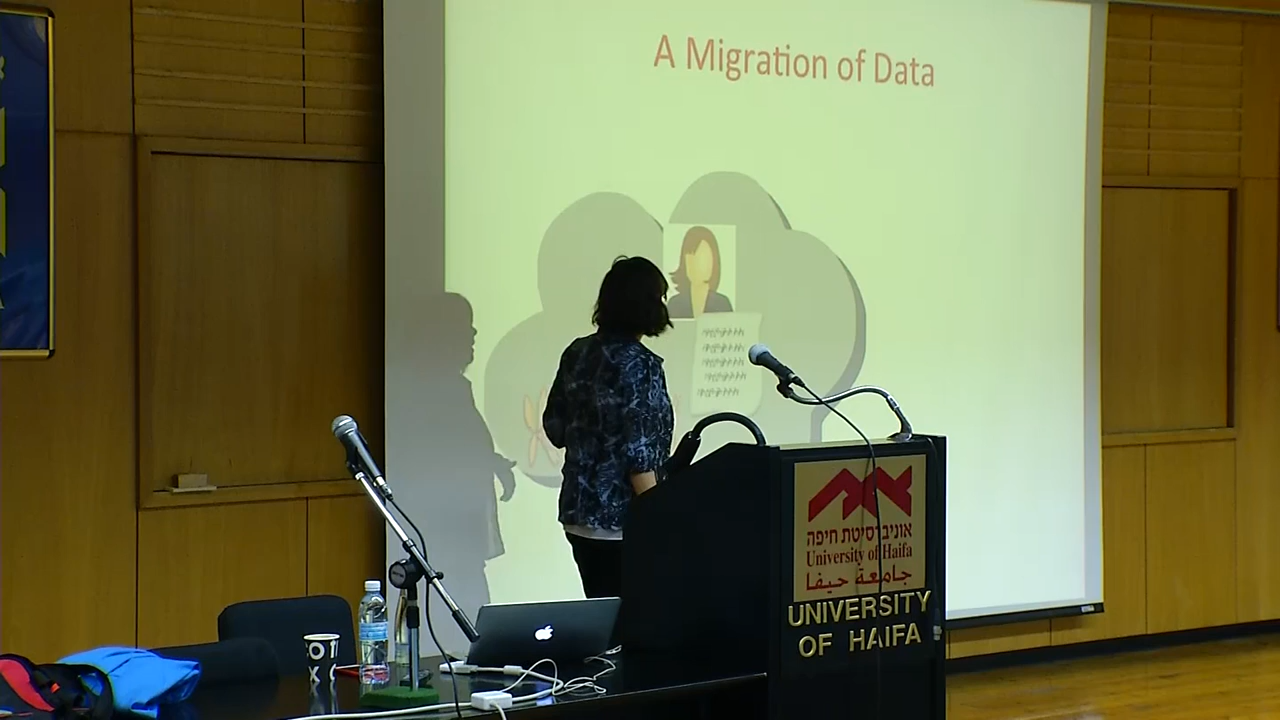 A Migration of Data
אוניברסיטת חיפה
University of Haifa
جامعة حيفا
UNIVERSITY
OF HAIFA